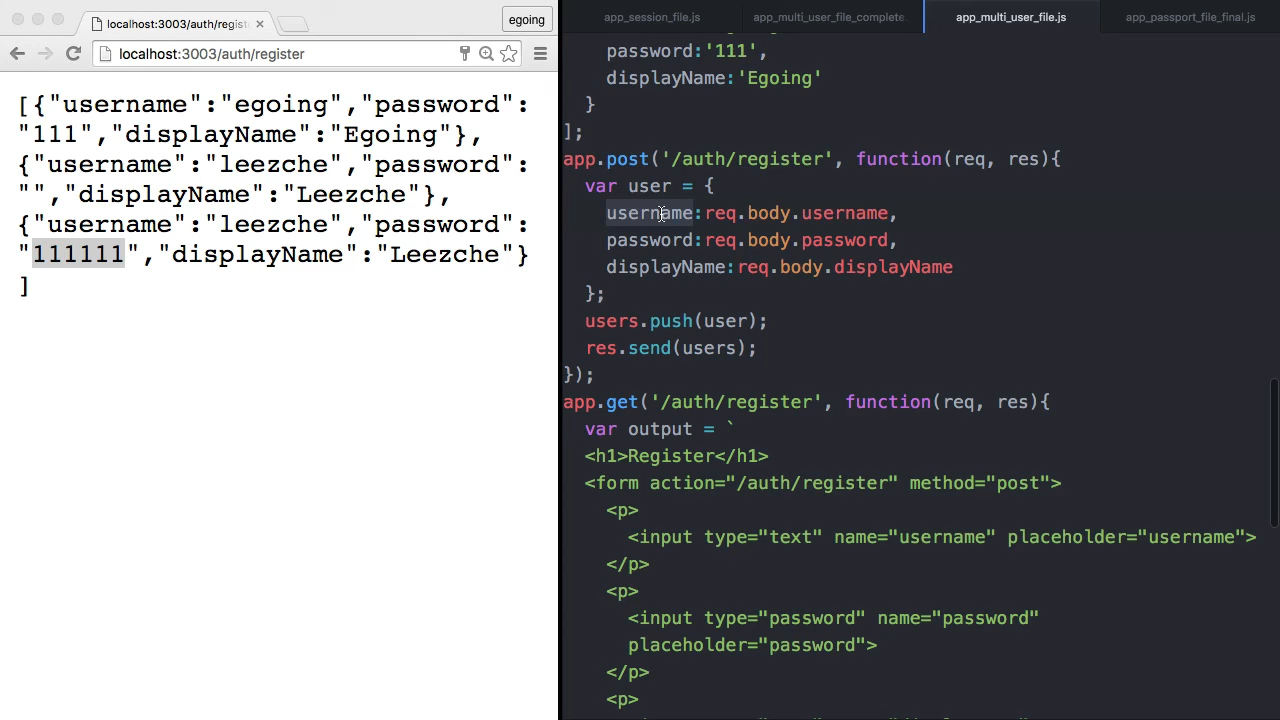 localhost:3003/auth/regist
egoing
localhost:3003/auth/register
[{"username":"egoing","password":
"111","displayName":"Egoing"},
{"username":"leezche","password":
"","displayName":"Leezche"},
{"username":"leezche","password":
"111111","displayName":"Leezche"}
]
app_session_file.js
app_multi_user_file_complete.
app_multi_user_file.js
app_passport_file_final.js
password:'111',
displayName:'Egoing'
}
];
app.post('/auth/register', function(req, res){
var user = {
username:req.body.username,
password:req.body.password,
displayName:req.body.displayName
};
users.push(user);
res.send(users);
});
app.get('/auth/register', function(req, res){
var output = `
<h1>Register</h1>
<form action="/auth/register" method="post">
<p>
<input type="text" name="username" placeholder="username">
</p>
<p>
<input type="password" name="password"
placeholder="password">
</p>
<p>